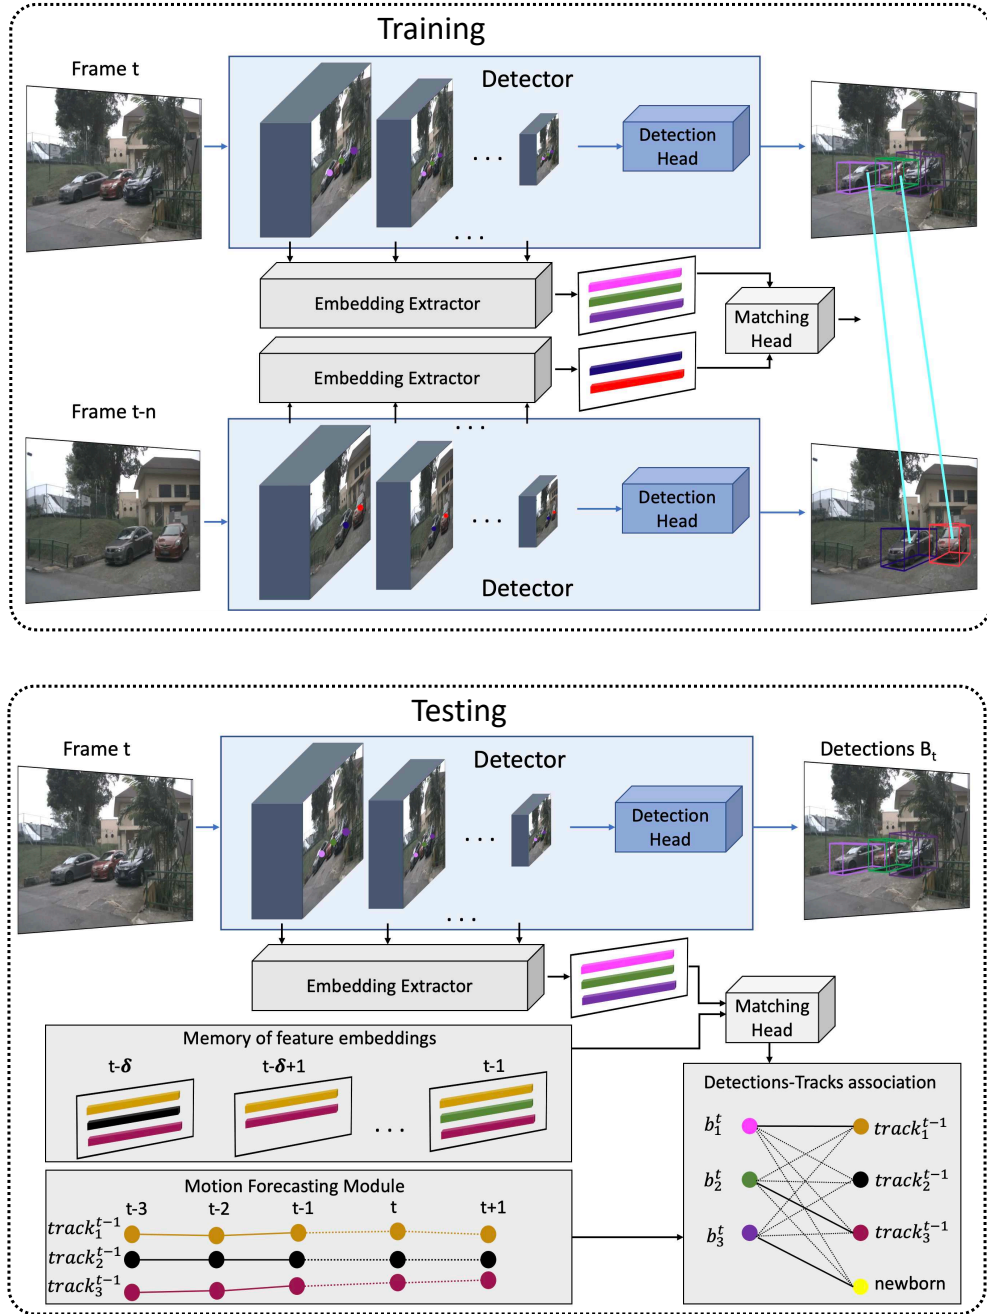 Training
Frame t
Detector
Detection
Head
. . .
. . .
Embedding Extractor
Matching
Head
Embedding Extractor
Frame t-n
. . .
. . .
Detection
Head
Detector
Testing
Frame t
Detector
Detections B_t
Detection
Head
. . .
. . .
Embedding Extractor
Matching
Head
Memory of feature embeddings
t-δ t-δ+1 t-1
. . .
Detections-Tracks association
b_1^t track_1^{t-1}
b_2^t track_2^{t-1}
b_3^t track_3^{t-1}
newborn
Motion Forecasting Module
t-3 t-2 t-1 t t+1
track_1^{t-1}
track_2^{t-1}
track_3^{t-1}